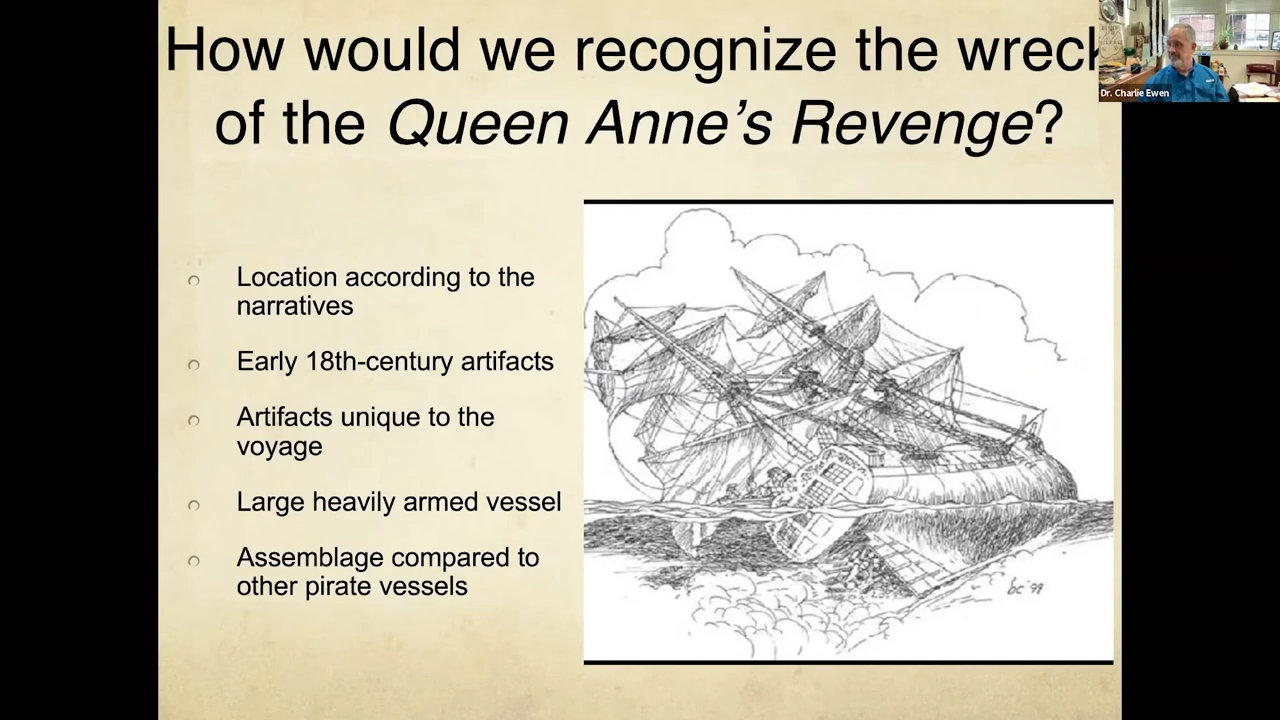 How would we recognize the wreck
of the Queen Anne's Revenge?
Dr. Charlie Ewen
Location according to the
narratives
Early 18th-century artifacts
Artifacts unique to the
voyage
Large heavily armed vessel
Assemblage compared to
other pirate vessels
bc '99